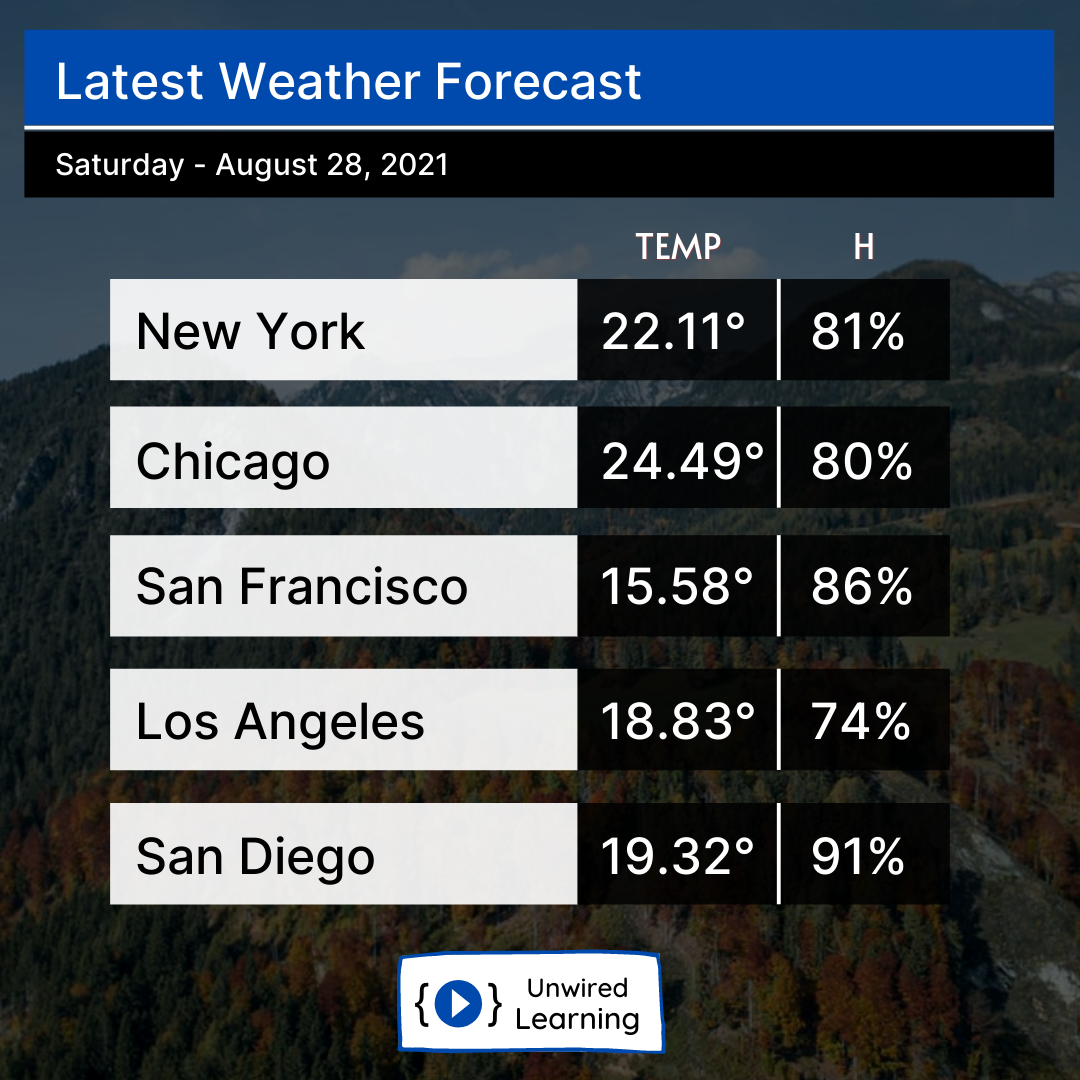 Latest Weather Forecast
Saturday - August 28, 2021
TEMP H
New York 22.11° 81%
Chicago 24.49° 80%
San Francisco 15.58° 86%
Los Angeles 18.83° 74%
San Diego 19.32° 91%
{ } Unwired
Learning